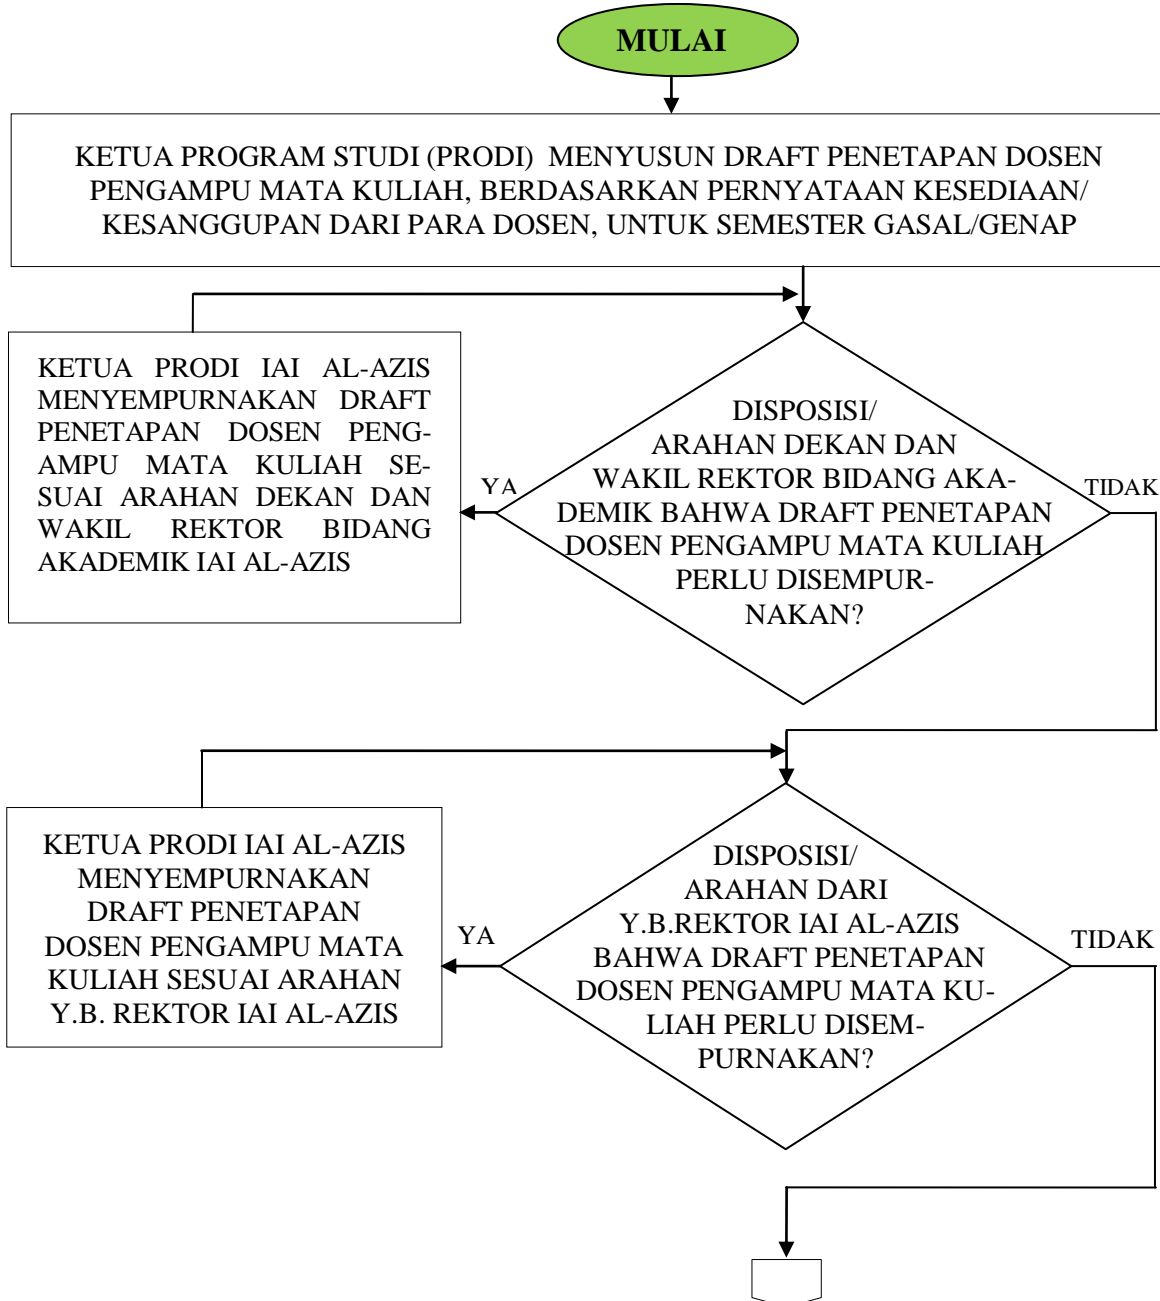 MULAI
KETUA PROGRAM STUDI (PRODI) MENYUSUN DRAFT PENETAPAN DOSEN
PENGAMPU MATA KULIAH, BERDASARKAN PERNYATAAN KESEDIAAN/
KESANGGUPAN DARI PARA DOSEN, UNTUK SEMESTER GASAL/GENAP
KETUA PRODI IAI AL-AZIS
MENYEMPURNAKAN DRAFT
PENETAPAN DOSEN PENG-
AMPU MATA KULIAH SE-
SUAI ARAHAN DEKAN DAN
WAKIL REKTOR BIDANG
AKADEMIK IAI AL-AZIS
YA
DISPOSISI/
ARAHAN DEKAN DAN
WAKIL REKTOR BIDANG AKA-
DEMIK BAHWA DRAFT PENETAPAN
DOSEN PENGAMPU MATA KULIAH
PERLU DISEMPUR-
NAKAN?
TIDAK
KETUA PRODI IAI AL-AZIS
MENYEMPURNAKAN
DRAFT PENETAPAN
DOSEN PENGAMPU MATA
KULIAH SESUAI ARAHAN
Y.B. REKTOR IAI AL-AZIS
YA
DISPOSISI/
ARAHAN DARI
Y.B.REKTOR IAI AL-AZIS
BAHWA DRAFT PENETAPAN
DOSEN PENGAMPU MATA KU-
LIAH PERLU DISEM-
PURNAKAN?
TIDAK